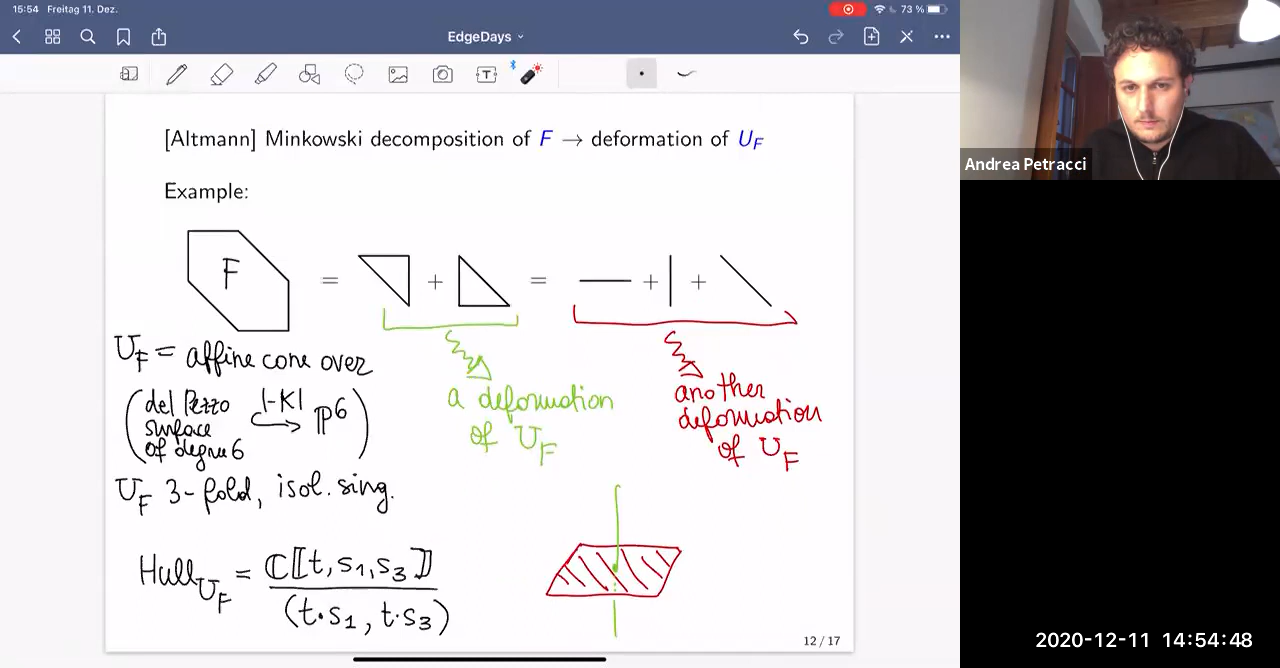 15:54 Freitag 11. Dez.
73 %
EdgeDays
[Altmann] Minkowski decomposition of F → deformation of U_F
Example:
F = + = + +
U_F = affine cone over
(del Pezzo surface of degree 6 |-K| ↪ ℙ^6)
U_F 3-fold, isol. sing.
a deformation
of U_F
another
deformation
of U_F
Hull_{U_F} = ℂ⟦t, s_1, s_3⟧ / (t·s_1, t·s_3)
12 / 17
Andrea Petracci
2020-12-11 14:54:48